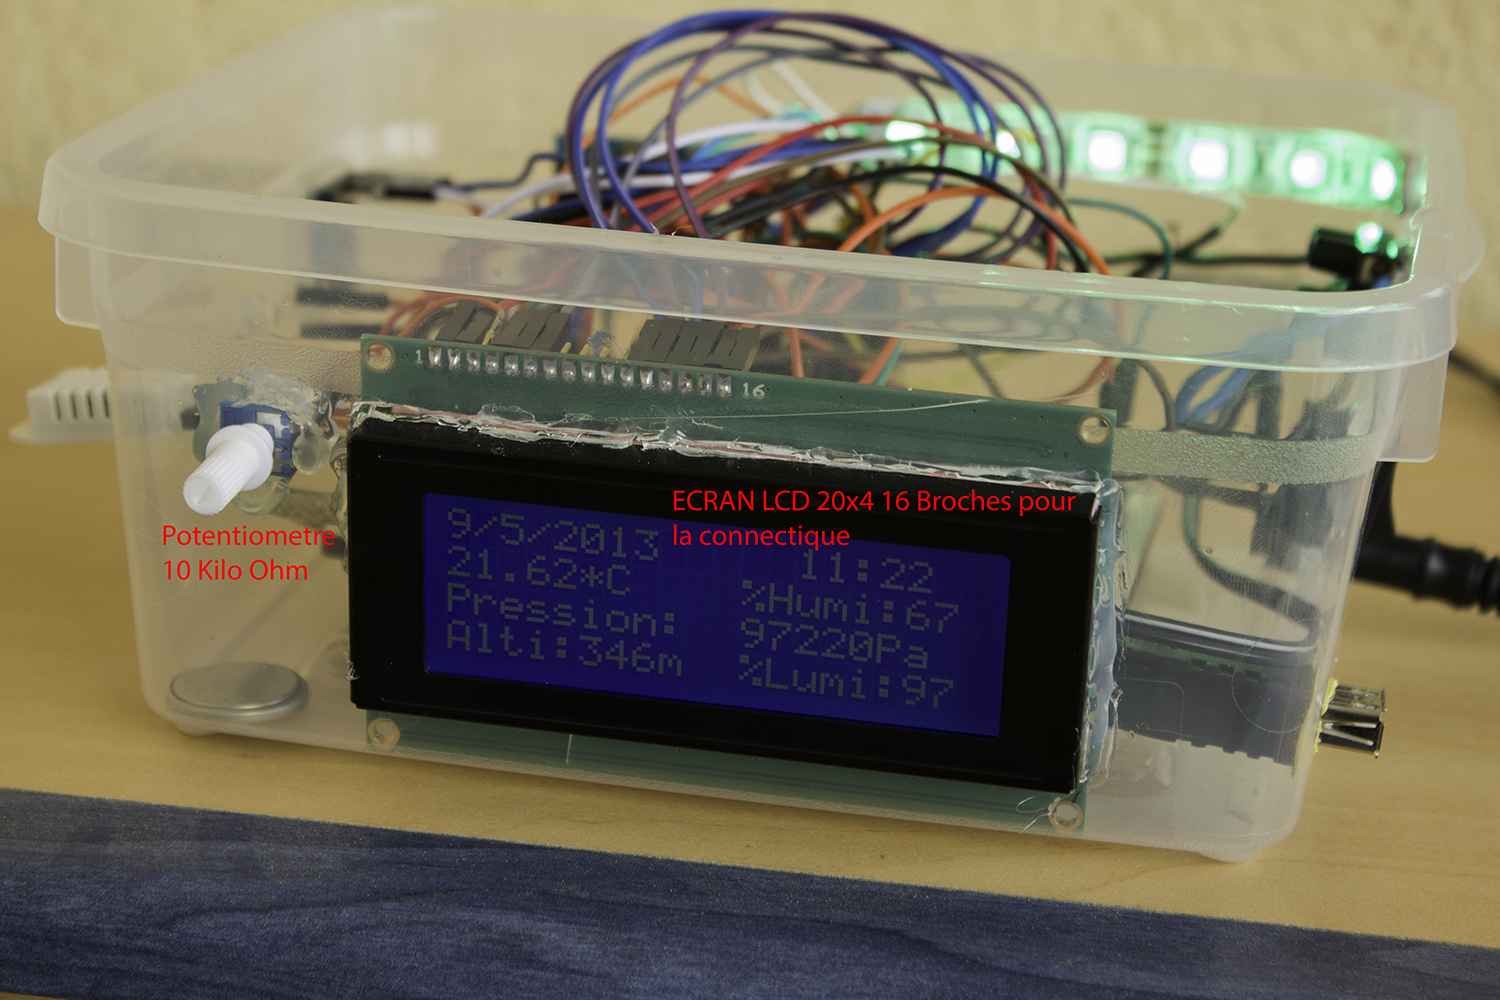 1 16
ECRAN LCD 20x4 16 Broches pour
la connectique
Potentiometre
10 Kilo Ohm
9/5/2013 11:22
21.62*C %Humi:67
Pression: 97220Pa
Alti:346m %Lumi:97